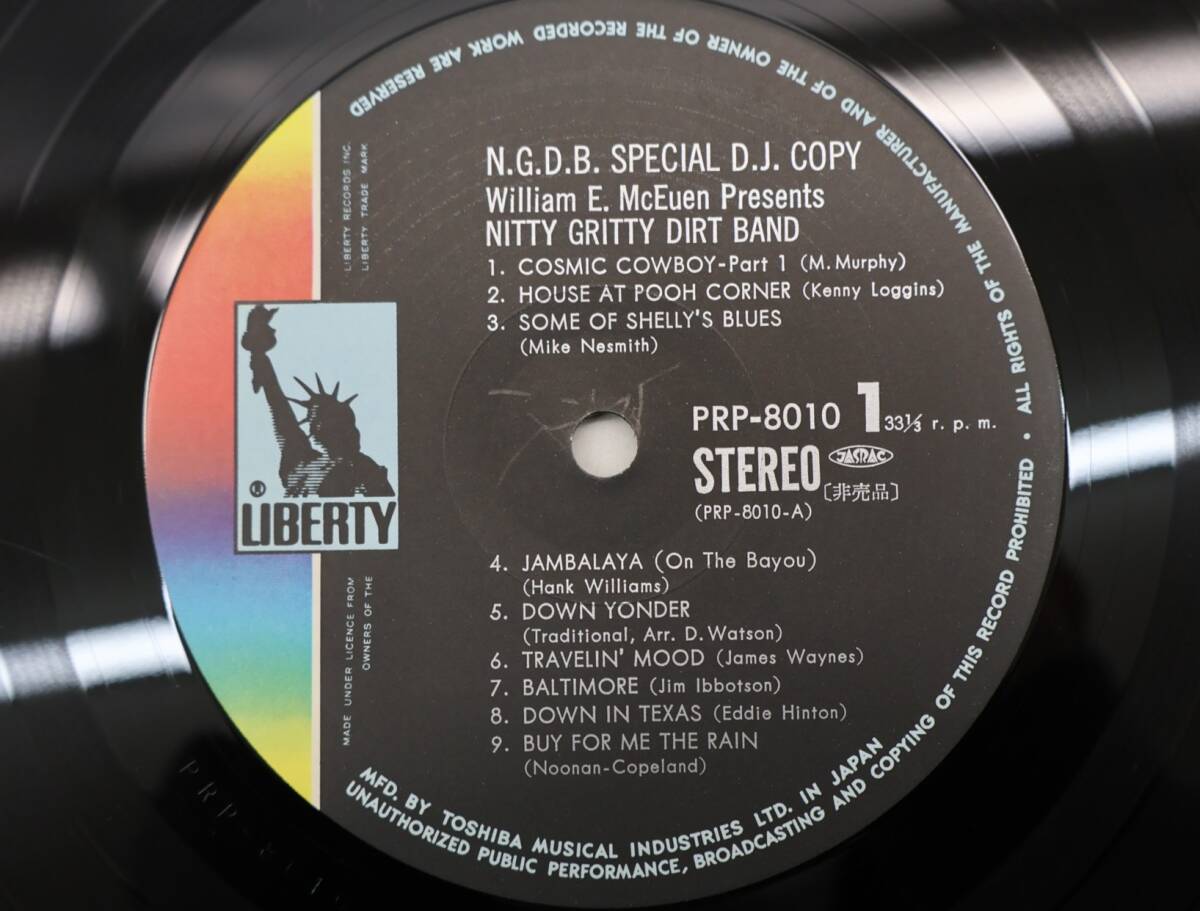 N.G.D.B. SPECIAL D.J. COPY
William E. McEuen Presents
NITTY GRITTY DIRT BAND
1. COSMIC COWBOY-Part 1 (M. Murphy)
2. HOUSE AT POOH CORNER (Kenny Loggins)
3. SOME OF SHELLY'S BLUES
(Mike Nesmith)
PRP-8010 1 33⅓ r. p. m.
STEREO JASRAC
〔非売品〕
(PRP-8010-A)
4. JAMBALAYA (On The Bayou)
(Hank Williams)
5. DOWN YONDER
(Traditional, Arr. D. Watson)
6. TRAVELIN' MOOD (James Waynes)
7. BALTIMORE (Jim Ibbotson)
8. DOWN IN TEXAS (Eddie Hinton)
9. BUY FOR ME THE RAIN
(Noonan-Copeland)
LIBERTY
MADE UNDER LICENCE FROM LIBERTY RECORDS INC.
OWNERS OF THE LIBERTY TRADE MARK
MFD. BY TOSHIBA MUSICAL INDUSTRIES LTD. IN JAPAN
UNAUTHORIZED PUBLIC PERFORMANCE, BROADCASTING AND COPYING OF THIS RECORD PROHIBITED • ALL RIGHTS OF THE MANUFACTURER AND OF THE OWNER OF THE RECORDED WORK ARE RESERVED